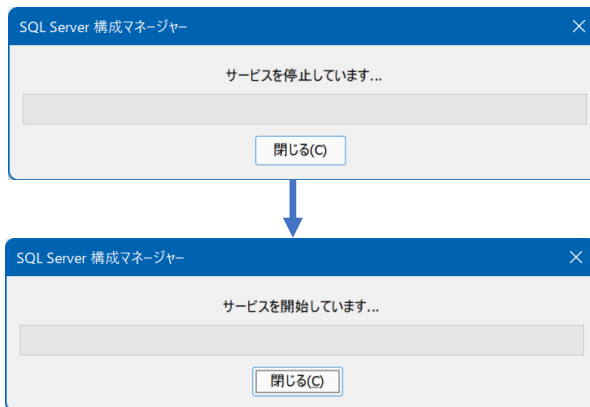 SQL Server 構成マネージャー
サービスを停止しています...
閉じる(C)
SQL Server 構成マネージャー
サービスを開始しています...
閉じる(C)